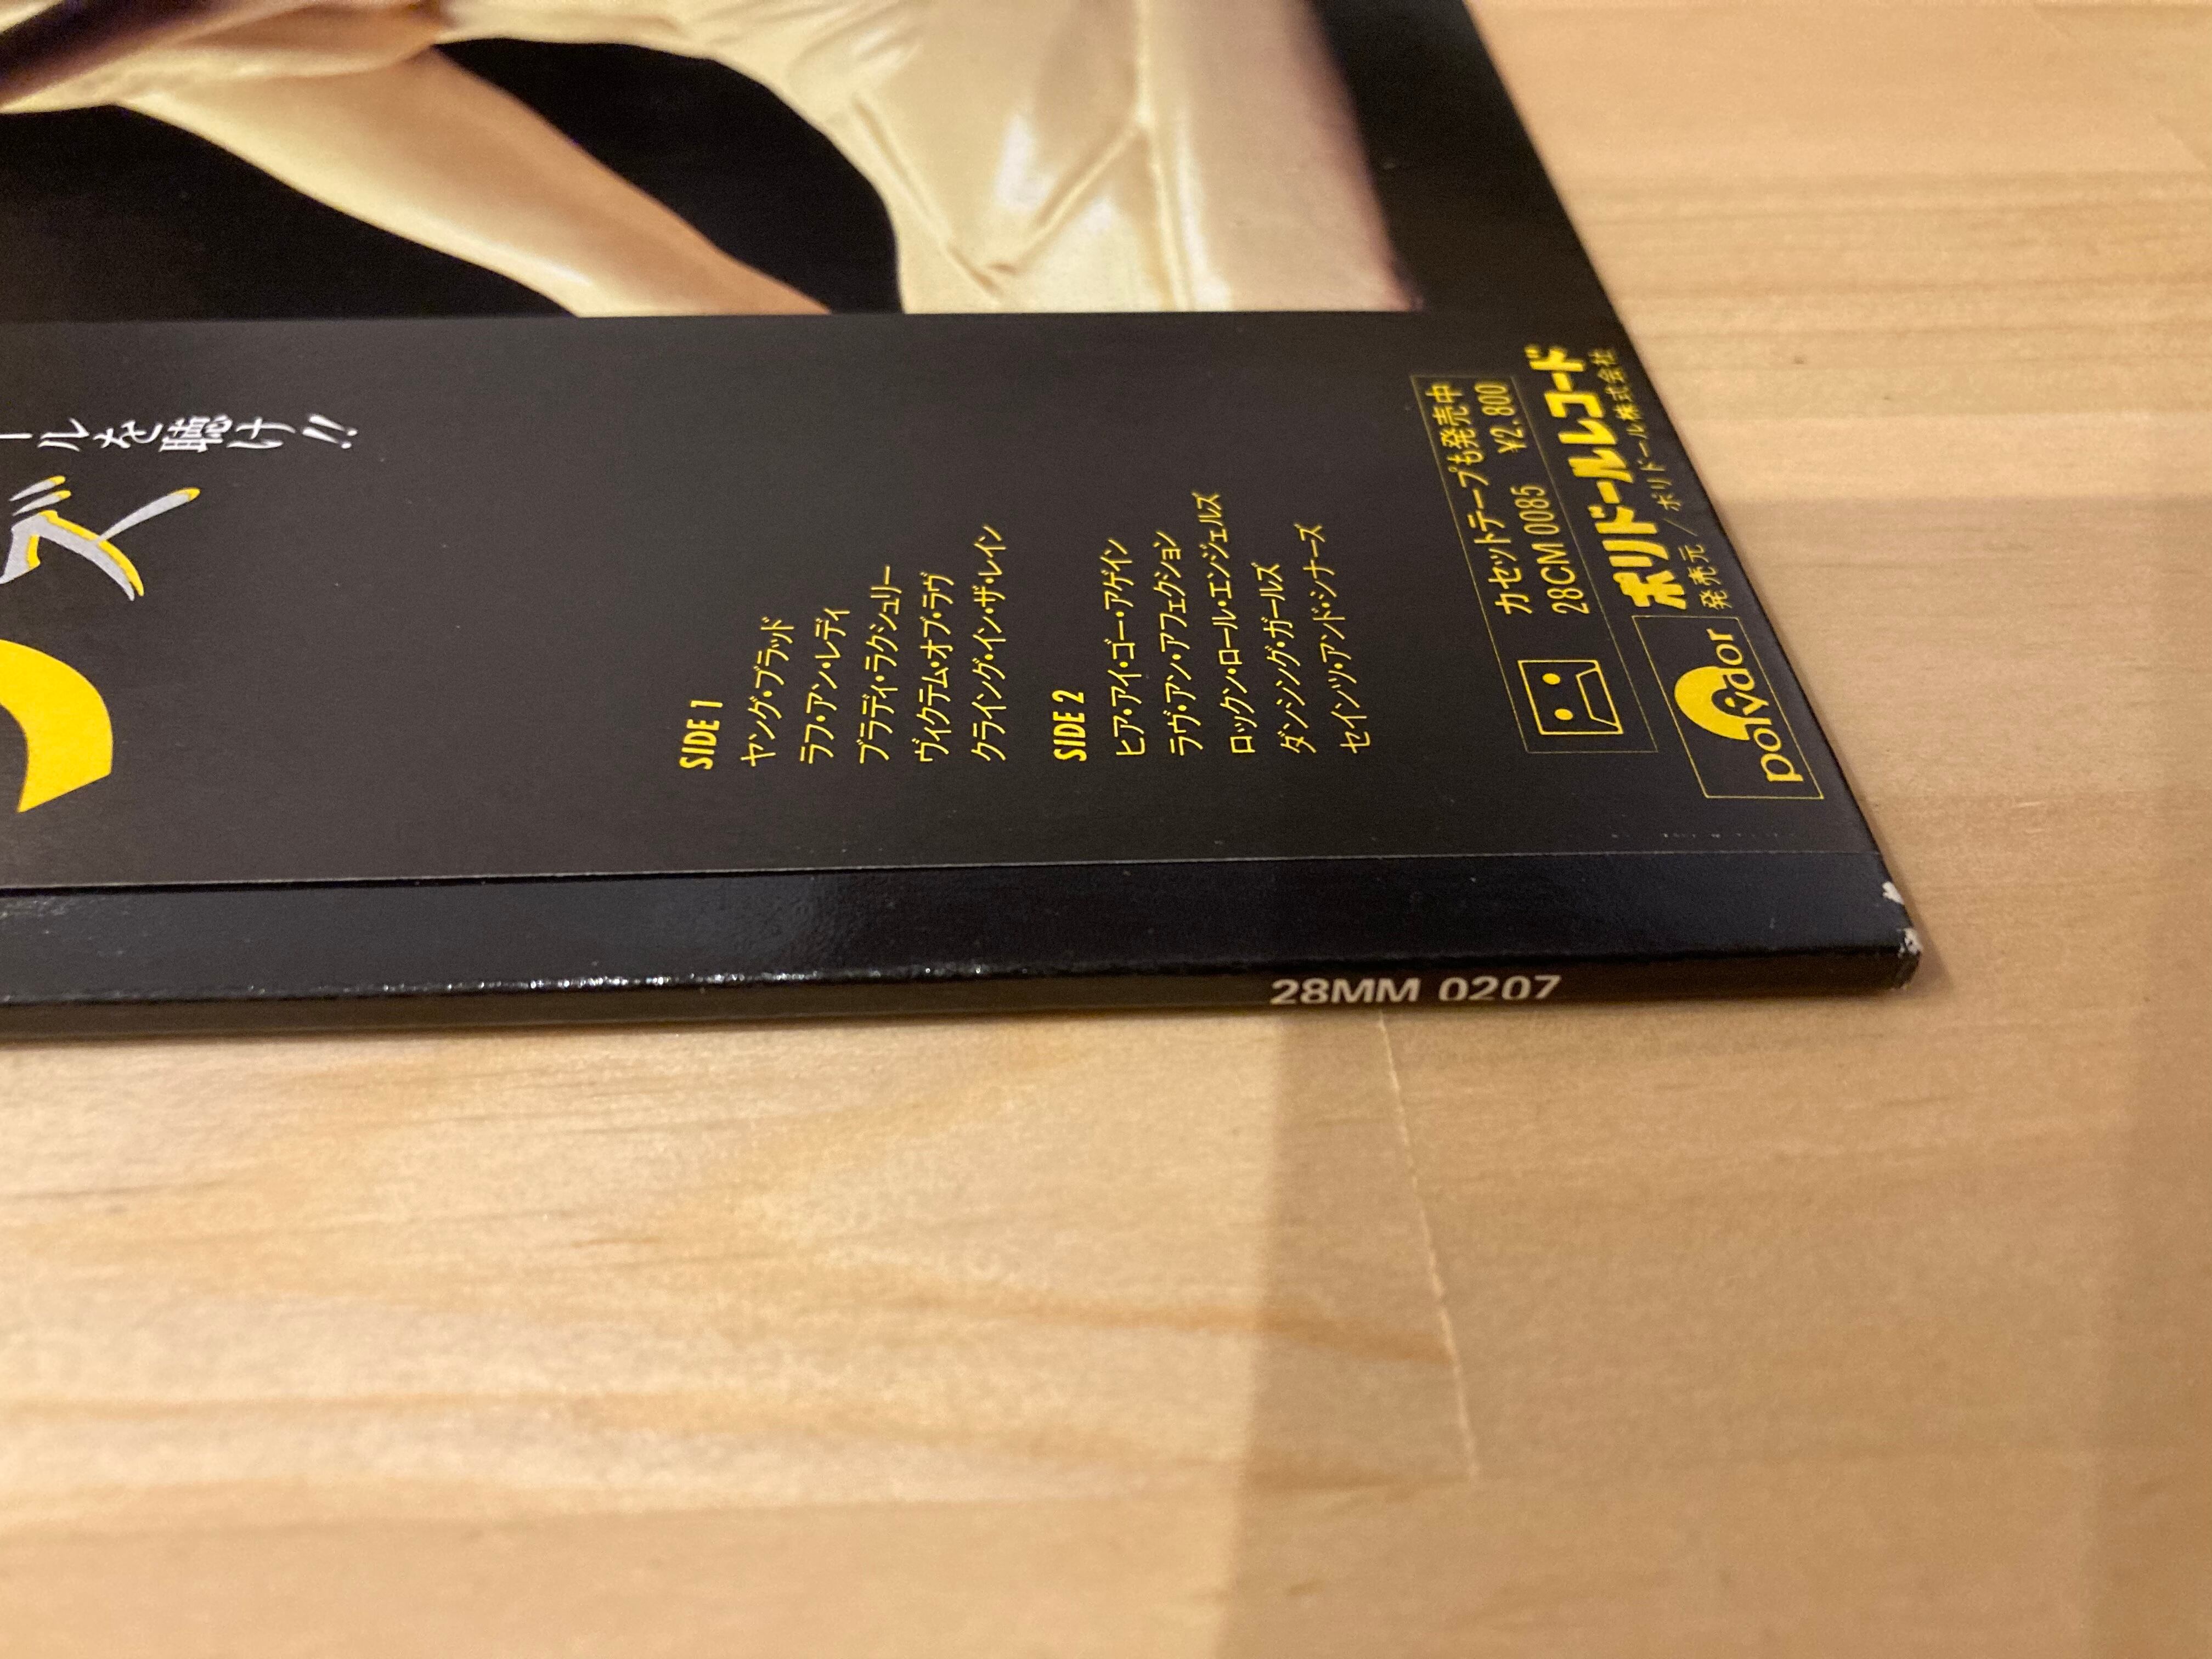 ールを聴け!!
ズ
SIDE 1
ヤング・ブラッド
ラフ・アン・レディ
ブラディ・ラクシュリー
ヴィクテム・オブ・ラヴ
クライング・イン・ザ・レイン
SIDE 2
ヒア・アイ・ゴー・アゲイン
ラヴ・アン・アフェクション
ロックン・ロール・エンジェルズ
ダンシング・ガールズ
セインツ・アンド・シナーズ
カセットテープも発売中
28CM 0085 ¥2.800
ポリドールレコード
発売元/ポリドール株式会社
polydor
28MM 0207